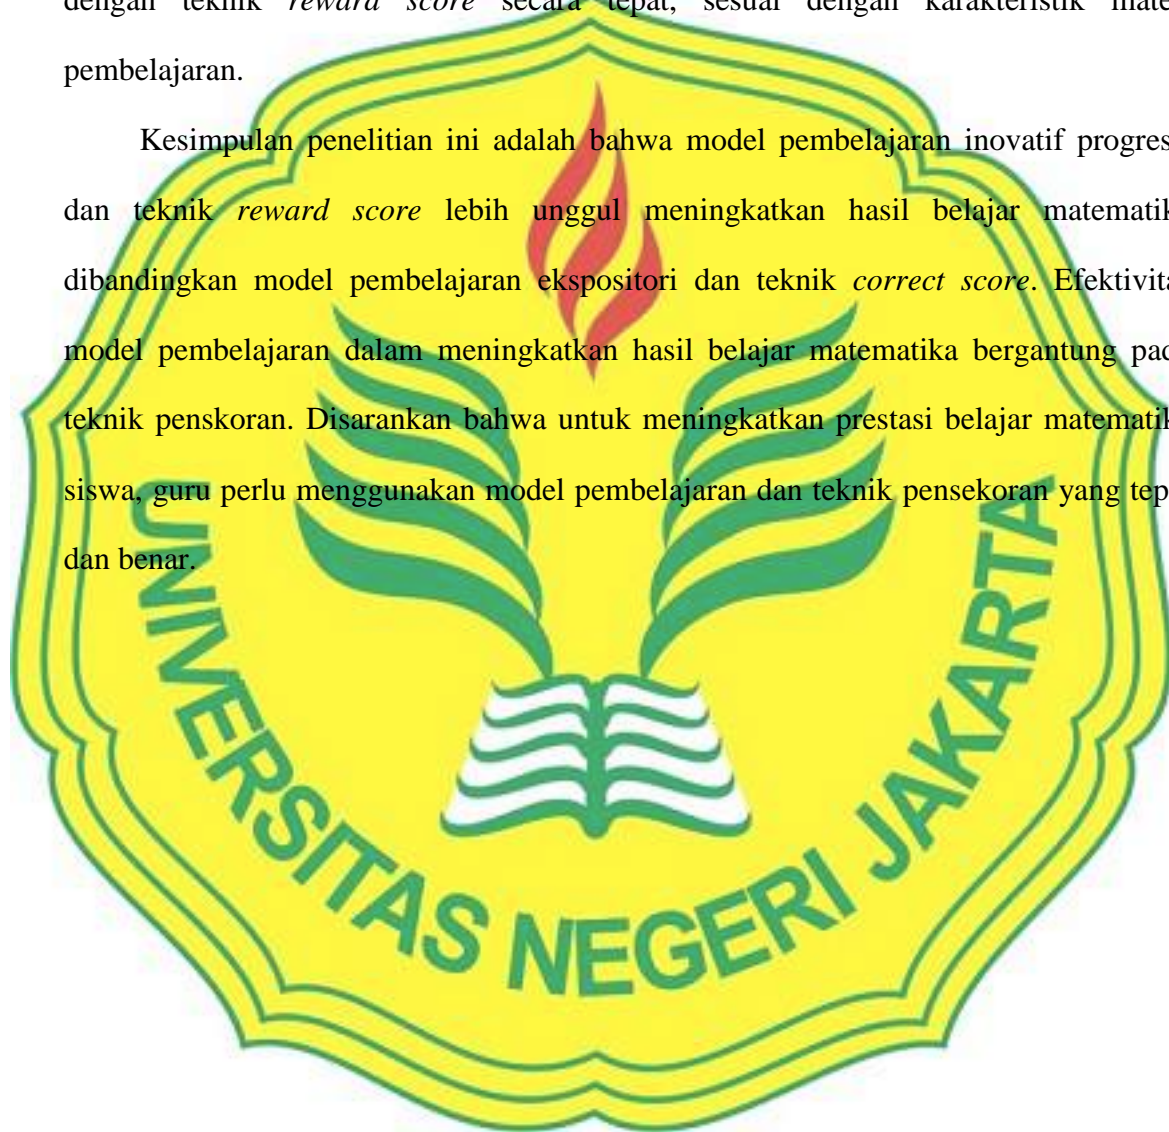 dengan teknik reward score secara tepat, sesuai dengan karakteristik mate
pembelajaran.
Kesimpulan penelitian ini adalah bahwa model pembelajaran inovatif progres
dan teknik reward score lebih unggul meningkatkan hasil belajar matematik
dibandingkan model pembelajaran ekspositori dan teknik correct score. Efektivita
model pembelajaran dalam meningkatkan hasil belajar matematika bergantung pad
teknik penskoran. Disarankan bahwa untuk meningkatkan prestasi belajar matematik
siswa, guru perlu menggunakan model pembelajaran dan teknik pensekoran yang tep
dan benar.
UNIVERSITAS NEGERI JAKARTA